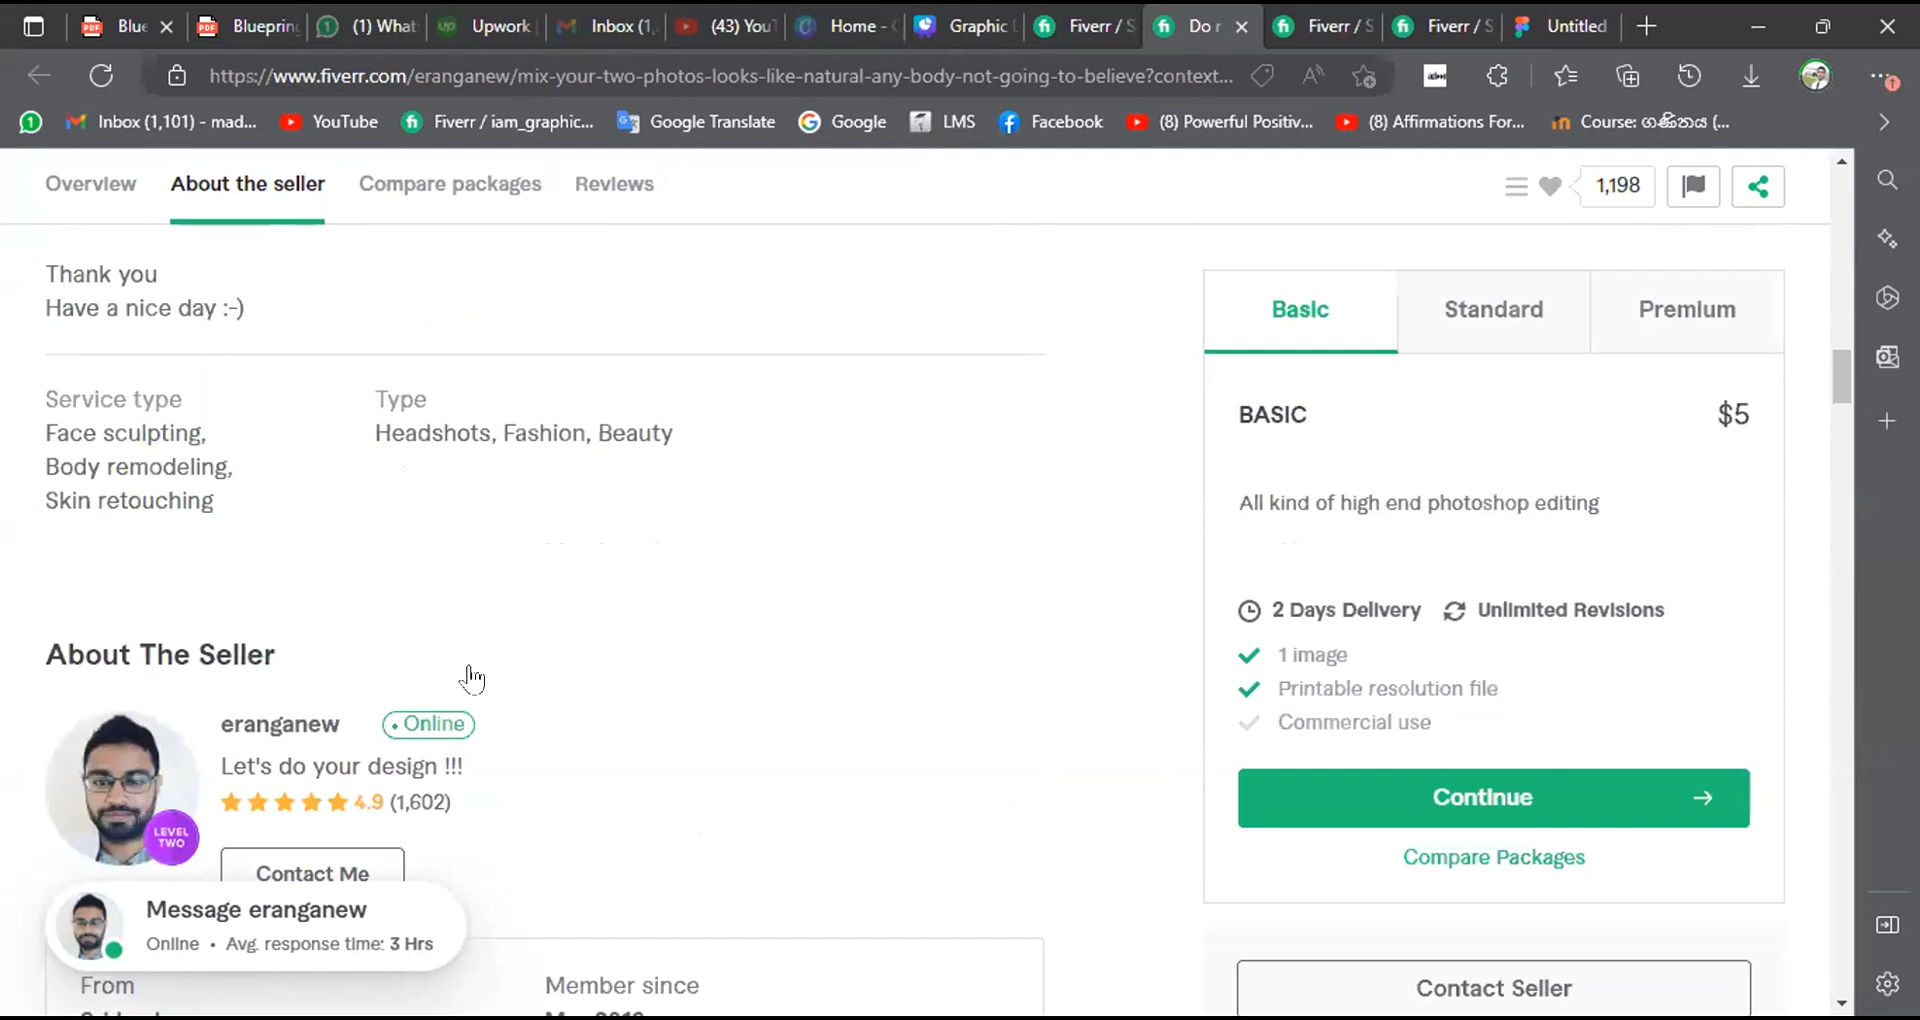 Blue
Blueprin
(1) What
Upwork
Inbox (1,
(43) YouT
Home -
Graphic
Fiverr / S
Do r
Fiverr / S
Fiverr / S
Untitled
https://www.fiverr.com/eranganew/mix-your-two-photos-looks-like-natural-any-body-not-going-to-believe?context...
Inbox (1,101) - mad...
YouTube
Fiverr / iam_graphic...
Google Translate
Google
LMS
Facebook
(8) Powerful Positiv...
(8) Affirmations For...
Course: ගණිතය (...
Overview
About the seller
Compare packages
Reviews
1,198
Thank you
Have a nice day :-)
Service type
Face sculpting,
Body remodeling,
Skin retouching
Type
Headshots, Fashion, Beauty
About The Seller
eranganew
• Online
Let's do your design !!!
4.9 (1,602)
LEVEL
TWO
Contact Me
Message eranganew
Online • Avg. response time: 3 Hrs
From
Member since
Basic
Standard
Premium
BASIC
$5
All kind of high end photoshop editing
2 Days Delivery
Unlimited Revisions
1 image
Printable resolution file
Commercial use
Continue
Compare Packages
Contact Seller